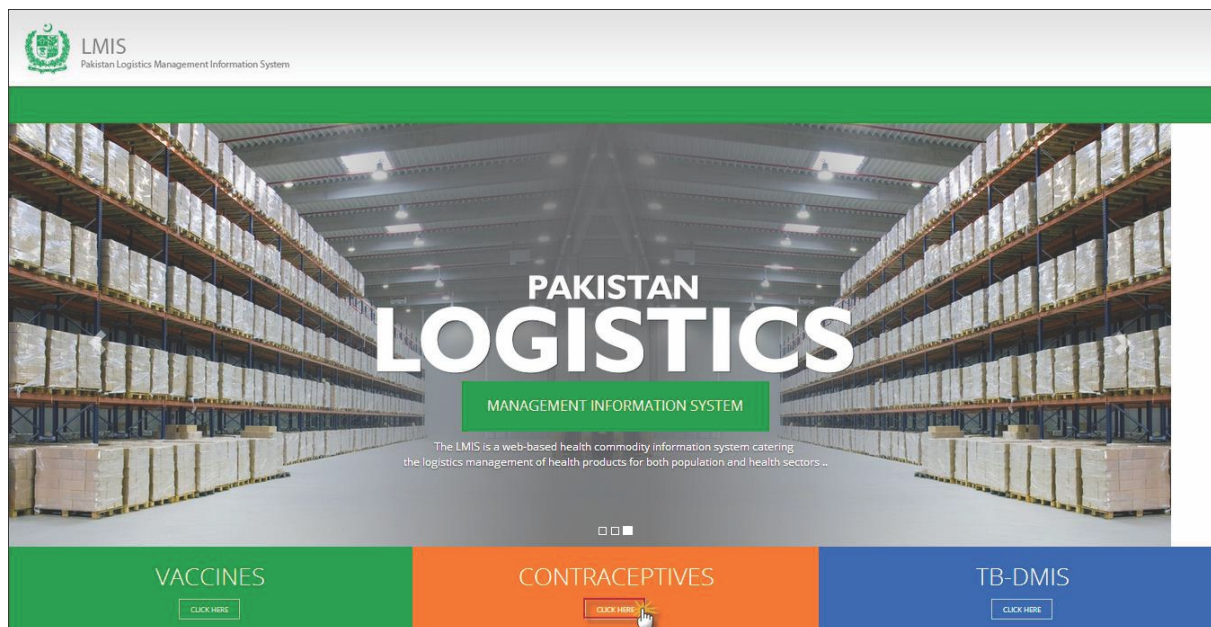 LMIS
Pakistan Logistics Management Information System
PAKISTAN
LOGISTICS
MANAGEMENT INFORMATION SYSTEM
The LMIS is a web-based health commodity information system catering
the logistics management of health products for both population and health sectors ..
VACCINES
CLICK HERE
CONTRACEPTIVES
CLICK HERE
TB-DMIS
CLICK HERE